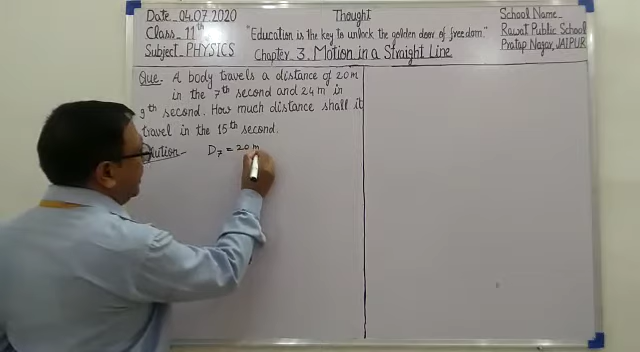 Date 04.07.2020
Class - 11th
Subject PHYSICS
Thought
"Education is the key to unlock the golden door of freedom."
Chapter 3. Motion in a Straight Line
School Name_
Rawat Public School
Pratap Nagar, JAIPUR
Que. A body travels a distance of 20m
in the 7th second and 24 m in
9th second. How much distance shall it
travel in the 15th second.
D7 = 20 m